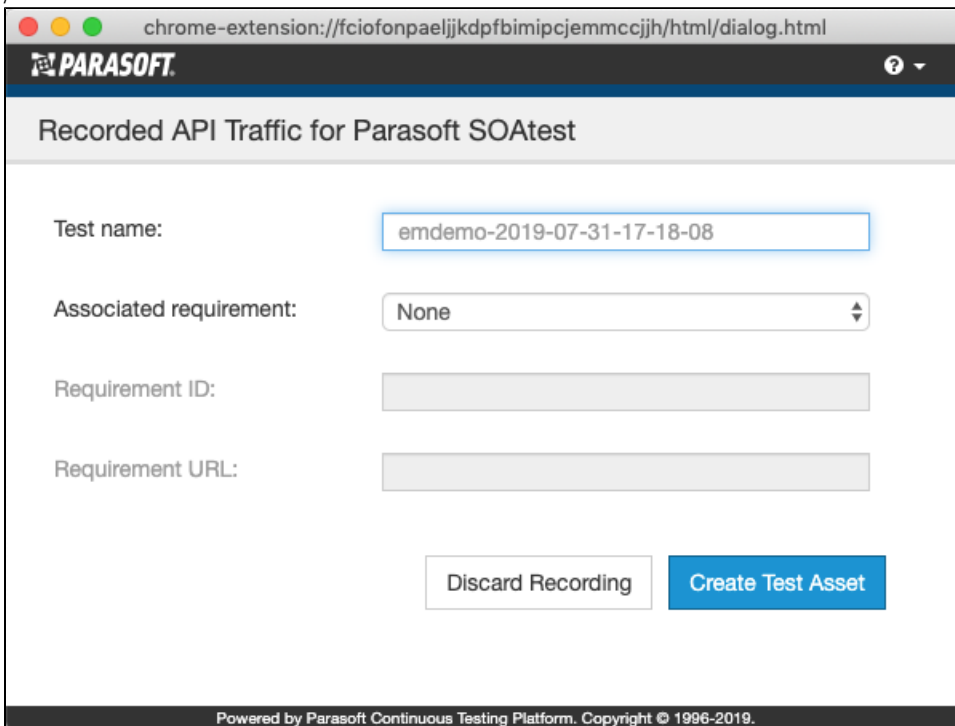 chrome-extension://fciofonpaeljjkdpfbimipcjemmccjjh/html/dialog.html
PARASOFT.
Recorded API Traffic for Parasoft SOAtest
Test name:
emdemo-2019-07-31-17-18-08
Associated requirement:
None
Requirement ID:
Requirement URL:
Discard Recording
Create Test Asset
Powered by Parasoft Continuous Testing Platform. Copyright © 1996-2019.